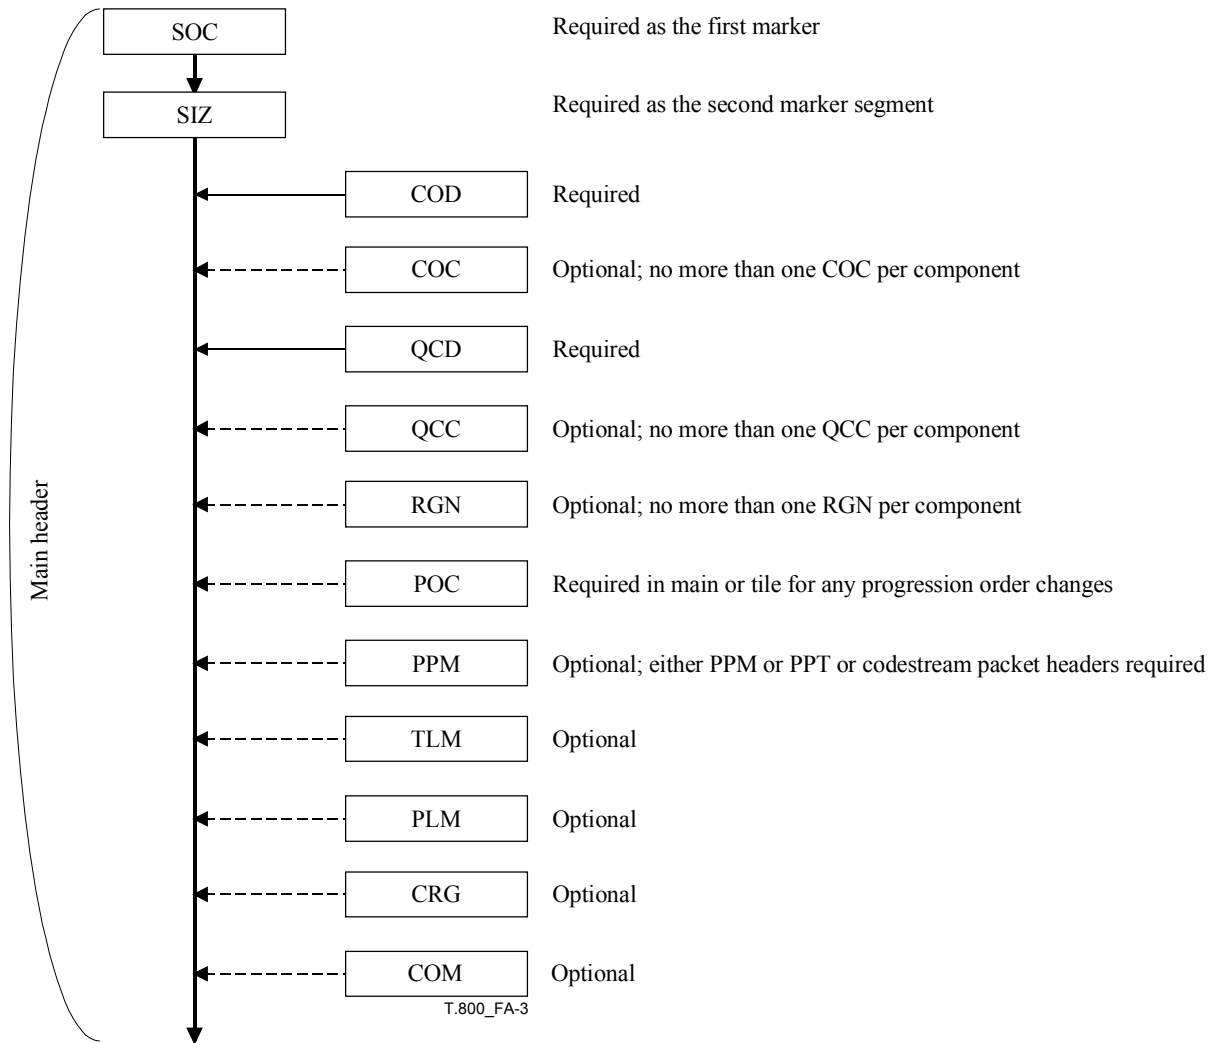 SOC Required as the first marker
SIZ Required as the second marker segment
COD Required
COC Optional; no more than one COC per component
QCD Required
QCC Optional; no more than one QCC per component
RGN Optional; no more than one RGN per component
Main header
POC Required in main or tile for any progression order changes
PPM Optional; either PPM or PPT or codestream packet headers required
TLM Optional
PLM Optional
CRG Optional
COM Optional
T.800_FA-3